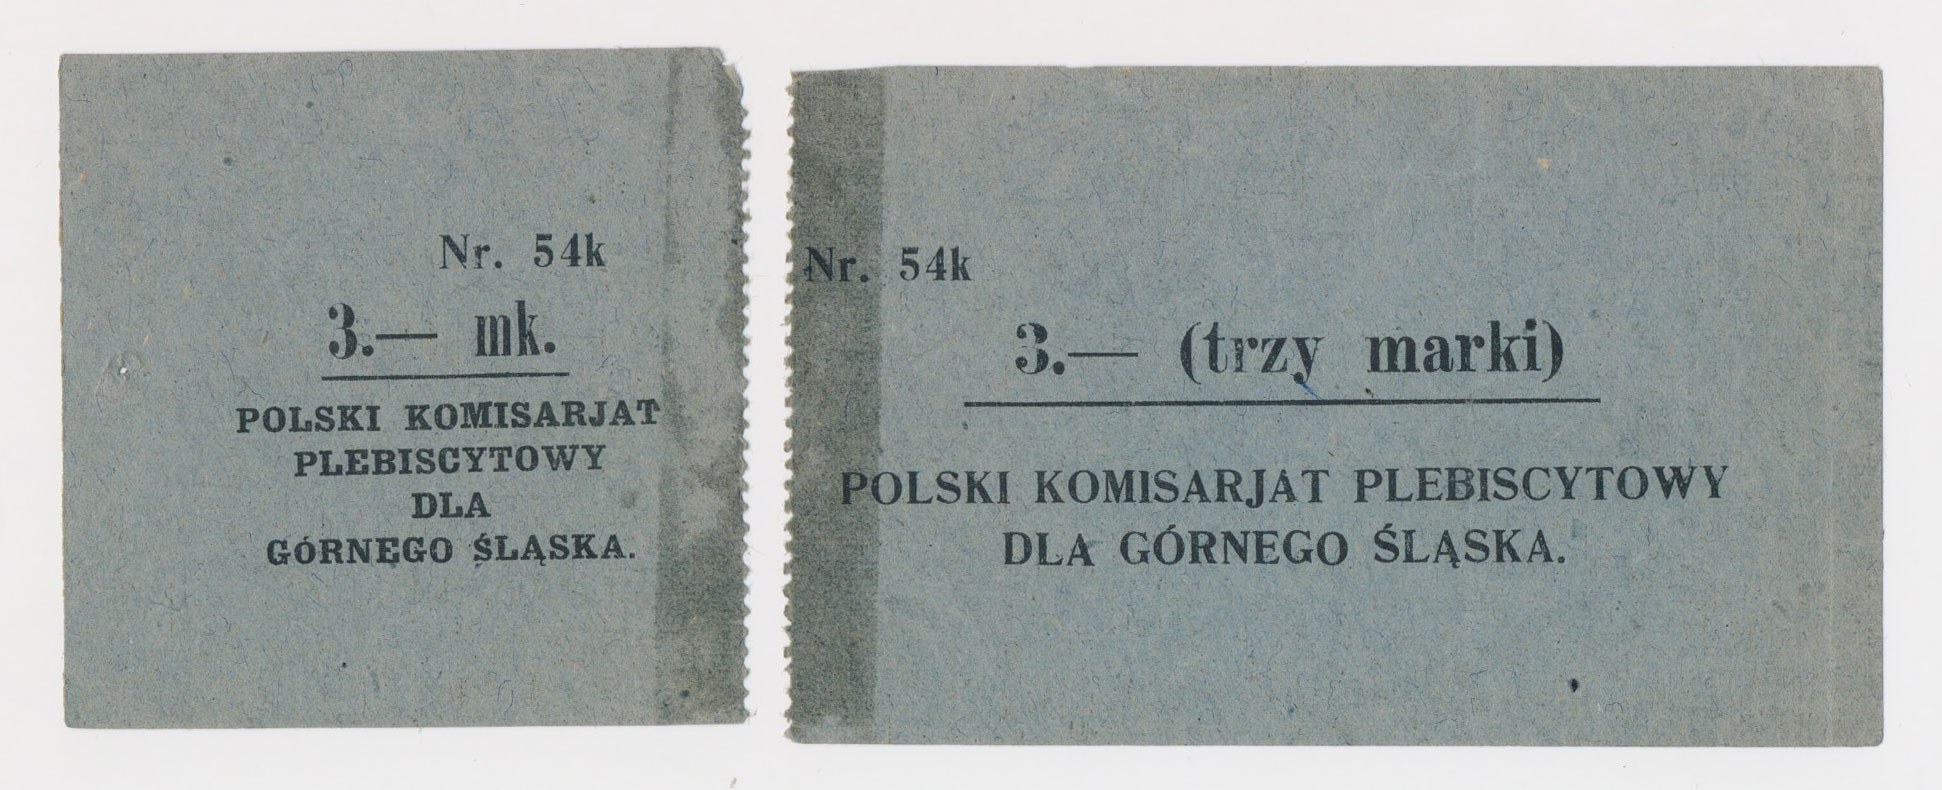 Nr. 54k
3.— mk.
POLSKI KOMISARJAT
PLEBISCYTOWY
DLA
GÓRNEGO ŚLĄSKA.
Nr. 54k
3.— (trzy marki)
POLSKI KOMISARJAT PLEBISCYTOWY
DLA GÓRNEGO ŚLĄSKA.